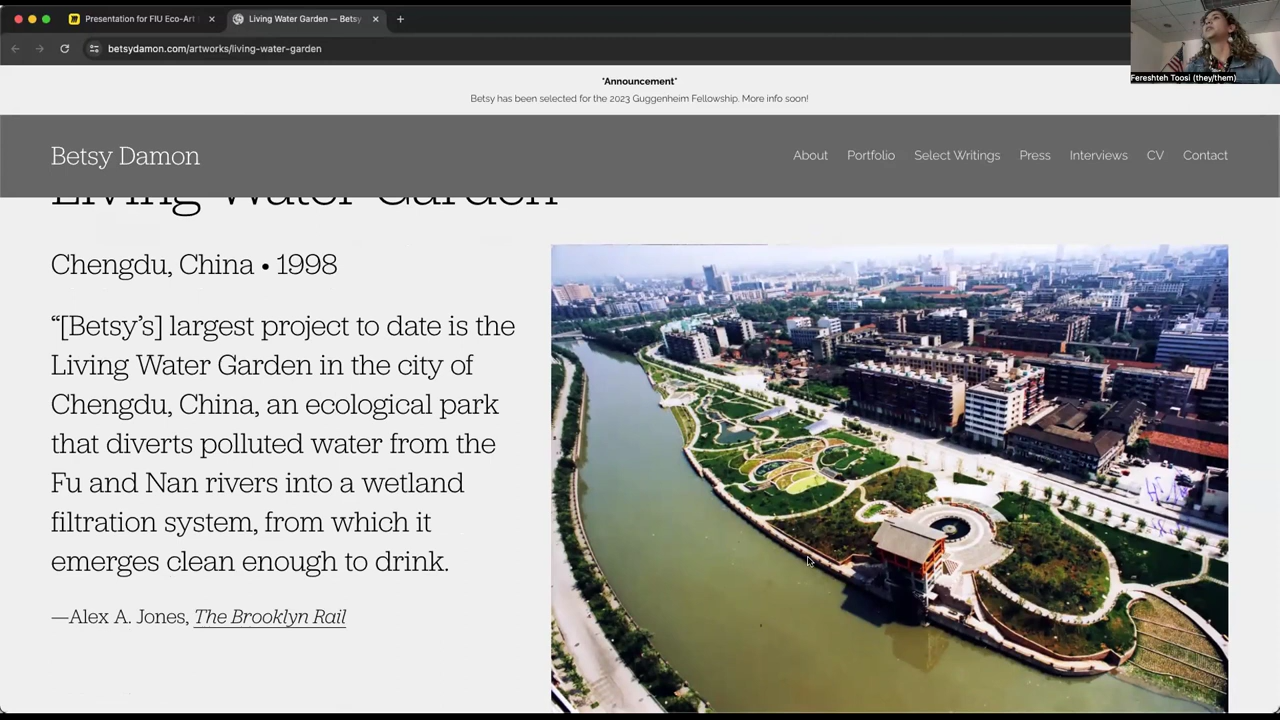 Presentation for FIU Eco-Art
Living Water Garden — Betsy
betsydamon.com/artworks/living-water-garden
Fereshteh Toosi (they/them)
*Announcement*
Betsy has been selected for the 2023 Guggenheim Fellowship. More info soon!
Betsy Damon
About Portfolio Select Writings Press Interviews CV Contact
Living Water Garden
Chengdu, China • 1998
“[Betsy’s] largest project to date is the
Living Water Garden in the city of
Chengdu, China, an ecological park
that diverts polluted water from the
Fu and Nan rivers into a wetland
filtration system, from which it
emerges clean enough to drink.
—Alex A. Jones, The Brooklyn Rail